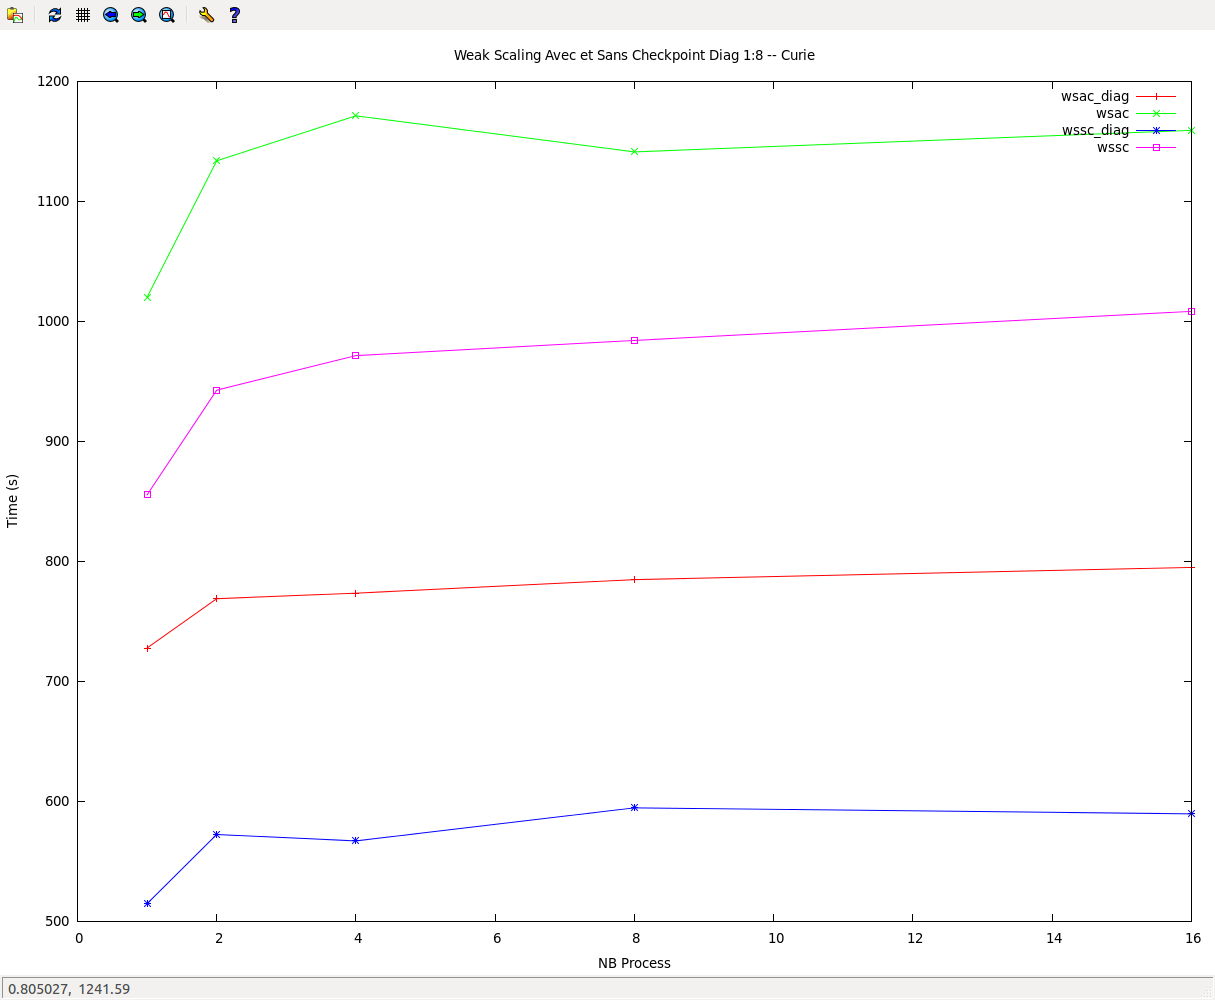 Weak Scaling Avec et Sans Checkpoint Diag 1:8 -- Curie
1200
1100
1000
900
800
700
600
500
Time (s)
wsac_diag
wsac
wssc_diag
wssc
0 2 4 6 8 10 12 14 16
NB Process
0.805027, 1241.59